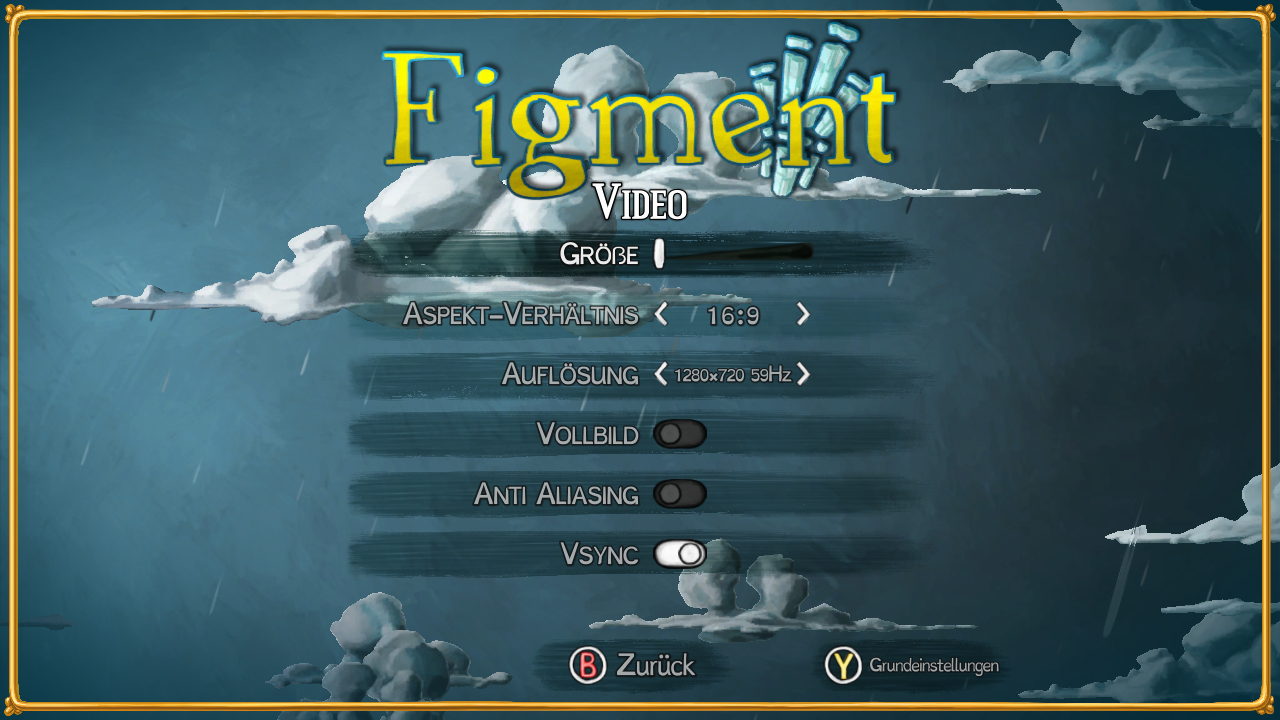 Figment
Video
Größe
Aspekt-Verhältnis 16:9
Auflösung 1280x720 59Hz
Vollbild
Anti Aliasing
Vsync
B Zurück Y Grundeinstellungen